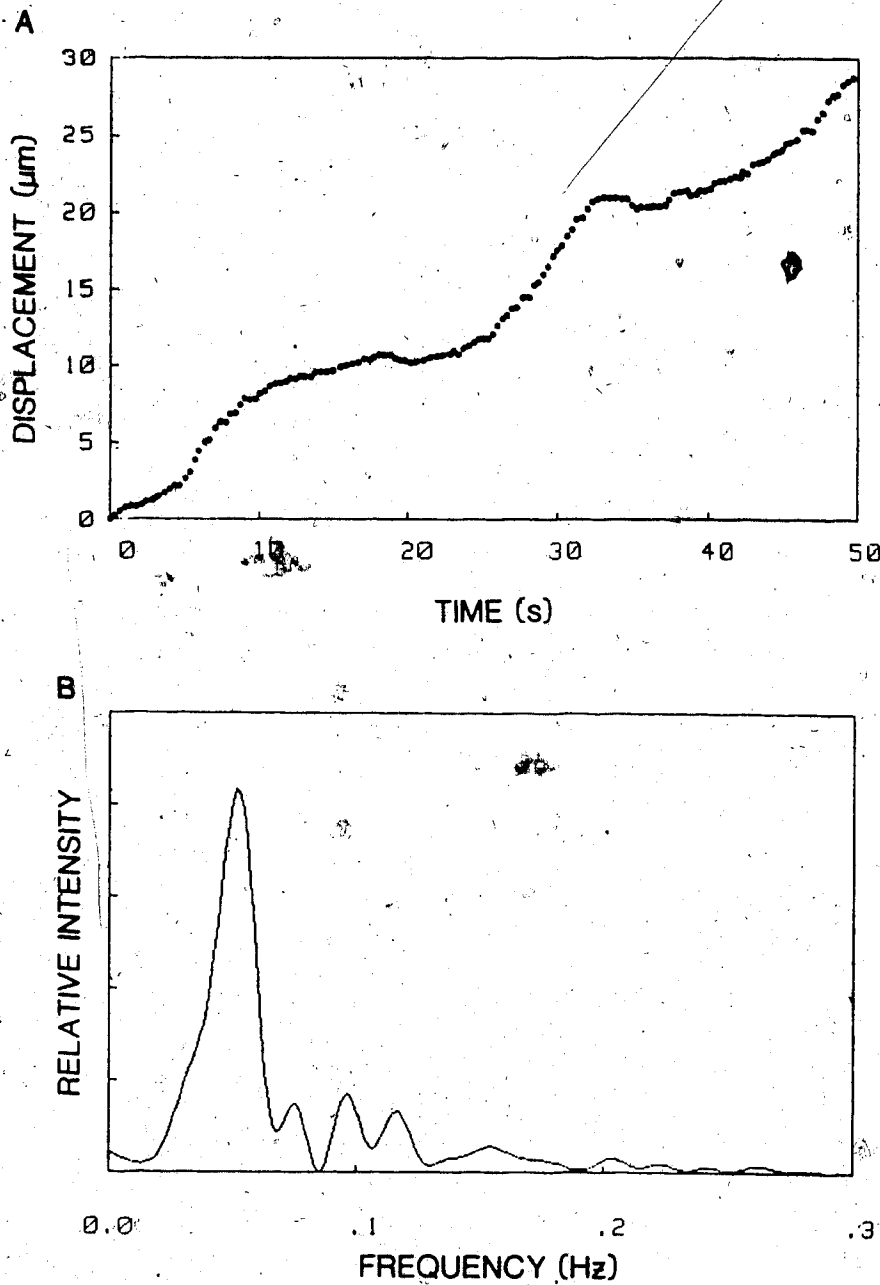 A
30
25
20
15
10
5
0
DISPLACEMENT (µm)
0 10 20 30 40 50
TIME (s)
B
RELATIVE INTENSITY
0.0 .1 .2 .3
FREQUENCY (Hz)